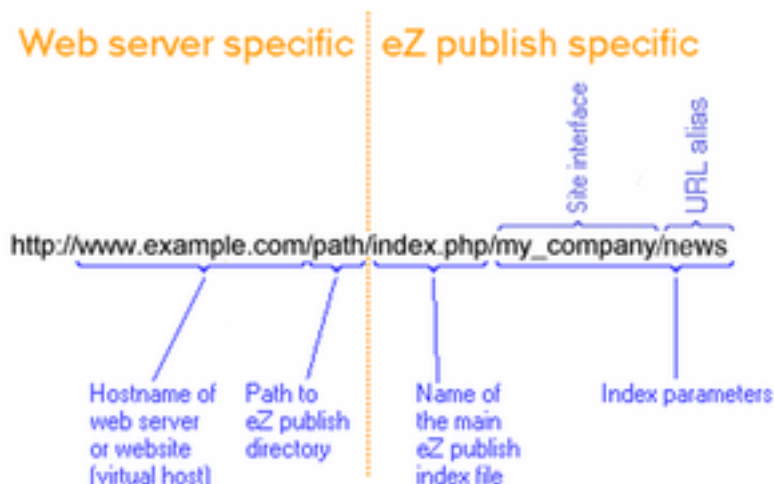 Web server specific eZ publish specific
Site interface
URL alias
http://www.example.com/path/index.php/my_company/news
Hostname of
web server
or website
(virtual host)
Path to
eZ publish
directory
Name of
the main
eZ publish
index file
Index parameters